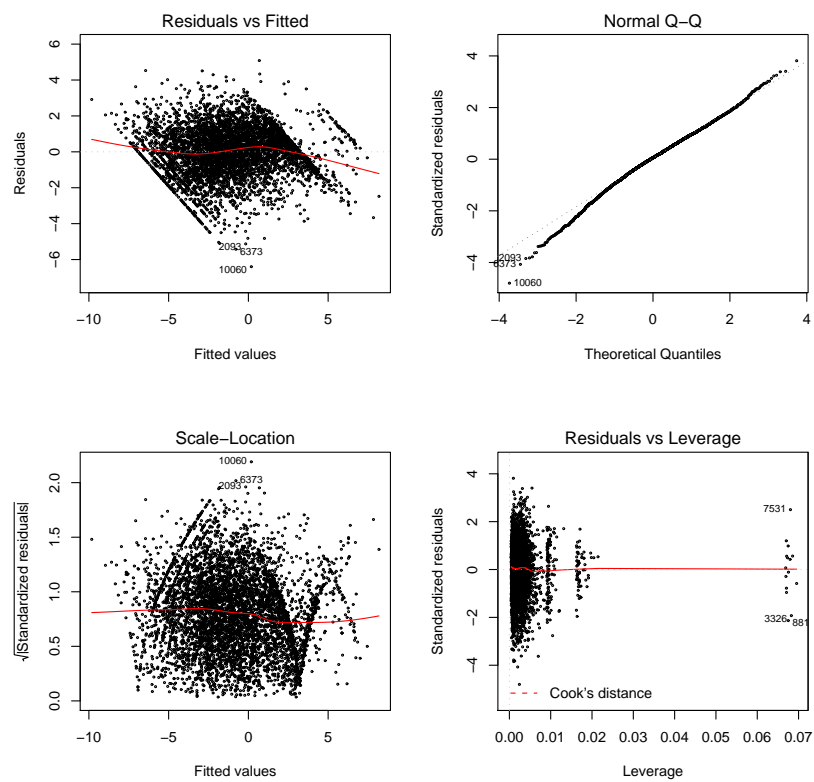 Residuals vs Fitted
Residuals
6
4
2
0
−2
−4
−6
2093
6373
10060
−10 −5 0 5
Fitted values
Normal Q−Q
Standardized residuals
4
2
0
−2
−4
2093
6373
10060
−4 −2 0 2 4
Theoretical Quantiles
Scale−Location
√|Standardized residuals|
2.0
1.5
1.0
0.5
0.0
10060
6373
2093
−10 −5 0 5
Fitted values
Residuals vs Leverage
Standardized residuals
4
2
0
−2
−4
7531
3326
881
Cook's distance
0.00 0.01 0.02 0.03 0.04 0.05 0.06 0.07
Leverage